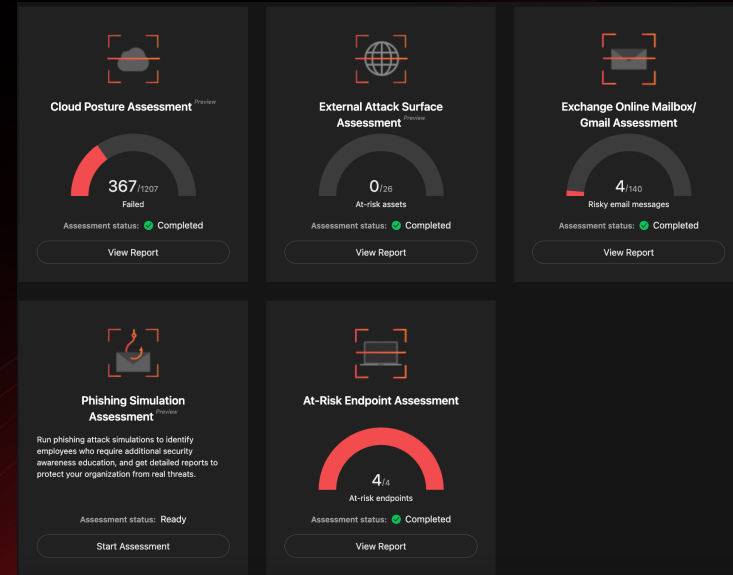 Cloud Posture Assessment Preview
367/1207
Failed
Assessment status: Completed
View Report
External Attack Surface
Assessment Preview
0/26
At-risk assets
Assessment status: Completed
View Report
Exchange Online Mailbox/
Gmail Assessment
4/140
Risky email messages
Assessment status: Completed
View Report
Phishing Simulation
Assessment Preview
Run phishing attack simulations to identify
employees who require additional security
awareness education, and get detailed reports to
protect your organization from real threats.
Assessment status: Ready
Start Assessment
At-Risk Endpoint Assessment
4/4
At-risk endpoints
Assessment status: Completed
View Report